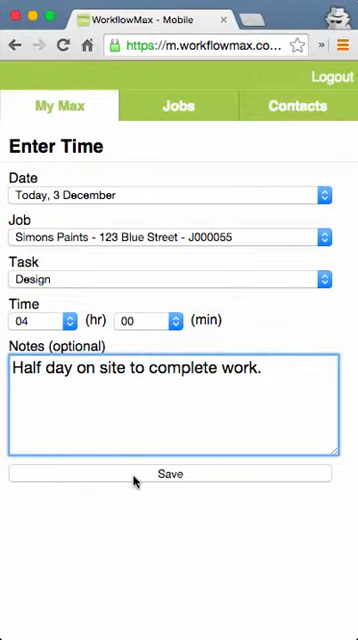 WorkflowMax - Mobile
https://m.workflowmax.co...
Logout
My Max
Jobs
Contacts
Enter Time
Date
Today, 3 December
Job
Simons Paints - 123 Blue Street - J000055
Task
Design
Time
04 (hr) 00 (min)
Notes (optional)
Half day on site to complete work.
Save